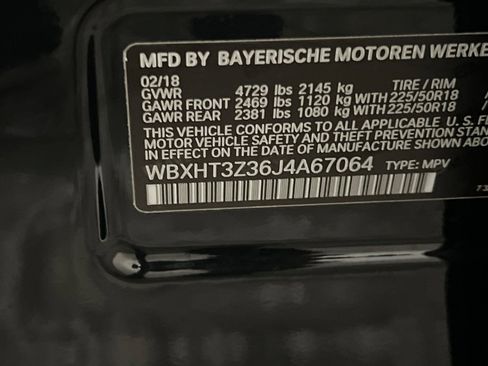 MFD BY BAYERISCHE MOTOREN WERKE
02/18
GVWR 4729 lbs 2145 kg TIRE / RIM
GAWR FRONT 2469 lbs 1120 kg WITH 225/50R18
GAWR REAR 2381 lbs 1080 kg WITH 225/50R18
THIS VEHICLE CONFORMS TO ALL APPLICABLE U.S. F
MOTOR VEHICLE SAFETY AND THEFT PREVENTION STAN
IN EFFECT ON THE DATE OF MANUFACTURE SHOWN
WBXHT3Z36J4A67064 TYPE: MPV